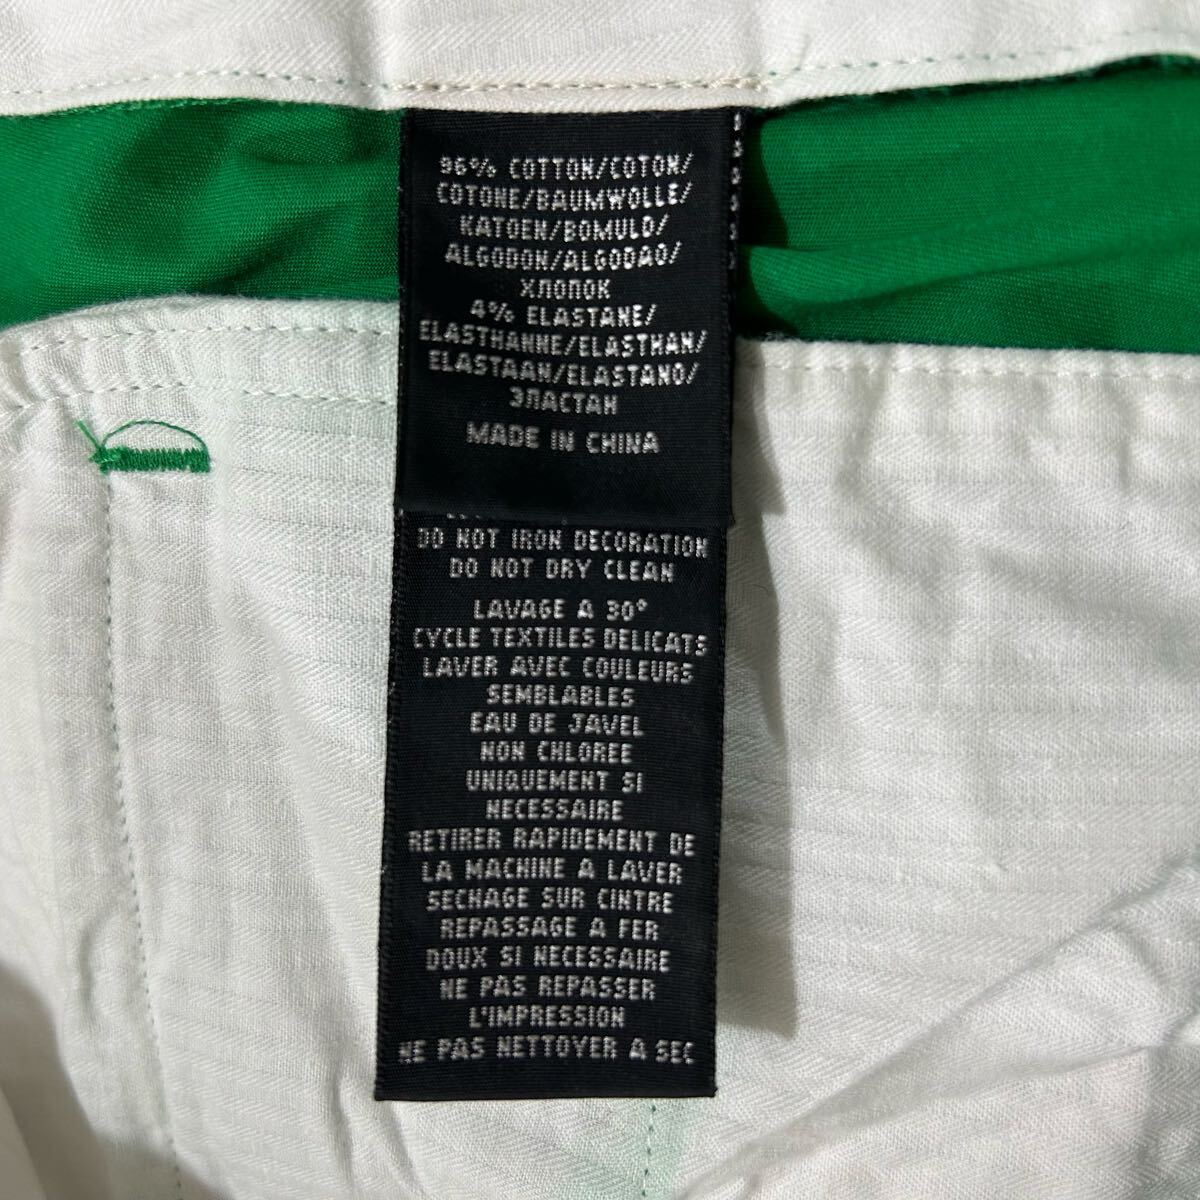 96% COTTON/COTON/
COTONE/BAUMWOLLE/
KATOEN/BOMULD/
ALGODON/ALGODAO/
ХЛОПОК
4% ELASTANE/
ELASTHANNE/ELASTHAN/
ELASTAAN/ELASTANO/
ЭЛАСТАН
MADE IN CHINA
DO NOT IRON DECORATION
DO NOT DRY CLEAN
LAVAGE A 30°
CYCLE TEXTILES DELICATS
LAVER AVEC COULEURS
SEMBLABLES
EAU DE JAVEL
NON CHLOREE
UNIQUEMENT SI
NECESSAIRE
RETIRER RAPIDEMENT DE
LA MACHINE A LAVER
SECHAGE SUR CINTRE
REPASSAGE A FER
DOUX SI NECESSAIRE
NE PAS REPASSER
L'IMPRESSION
NE PAS NETTOYER A SEC